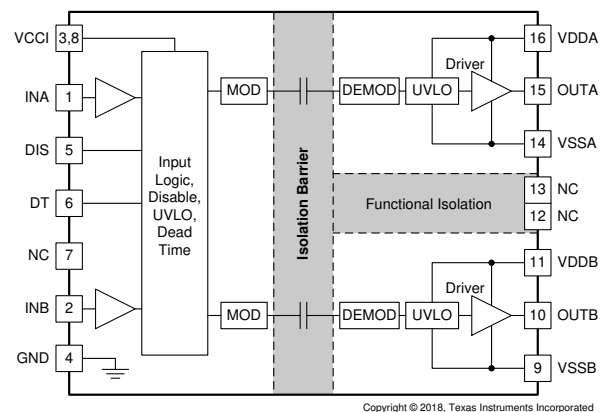 VCCI 3,8
INA 1
DIS 5
DT 6
NC 7
INB 2
GND 4
Input
Logic,
Disable,
UVLO,
Dead
Time
MOD
MOD
Isolation Barrier
DEMOD UVLO
Driver
DEMOD UVLO
Driver
Functional Isolation
16 VDDA
15 OUTA
14 VSSA
13 NC
12 NC
11 VDDB
10 OUTB
9 VSSB
Copyright © 2018, Texas Instruments Incorporated